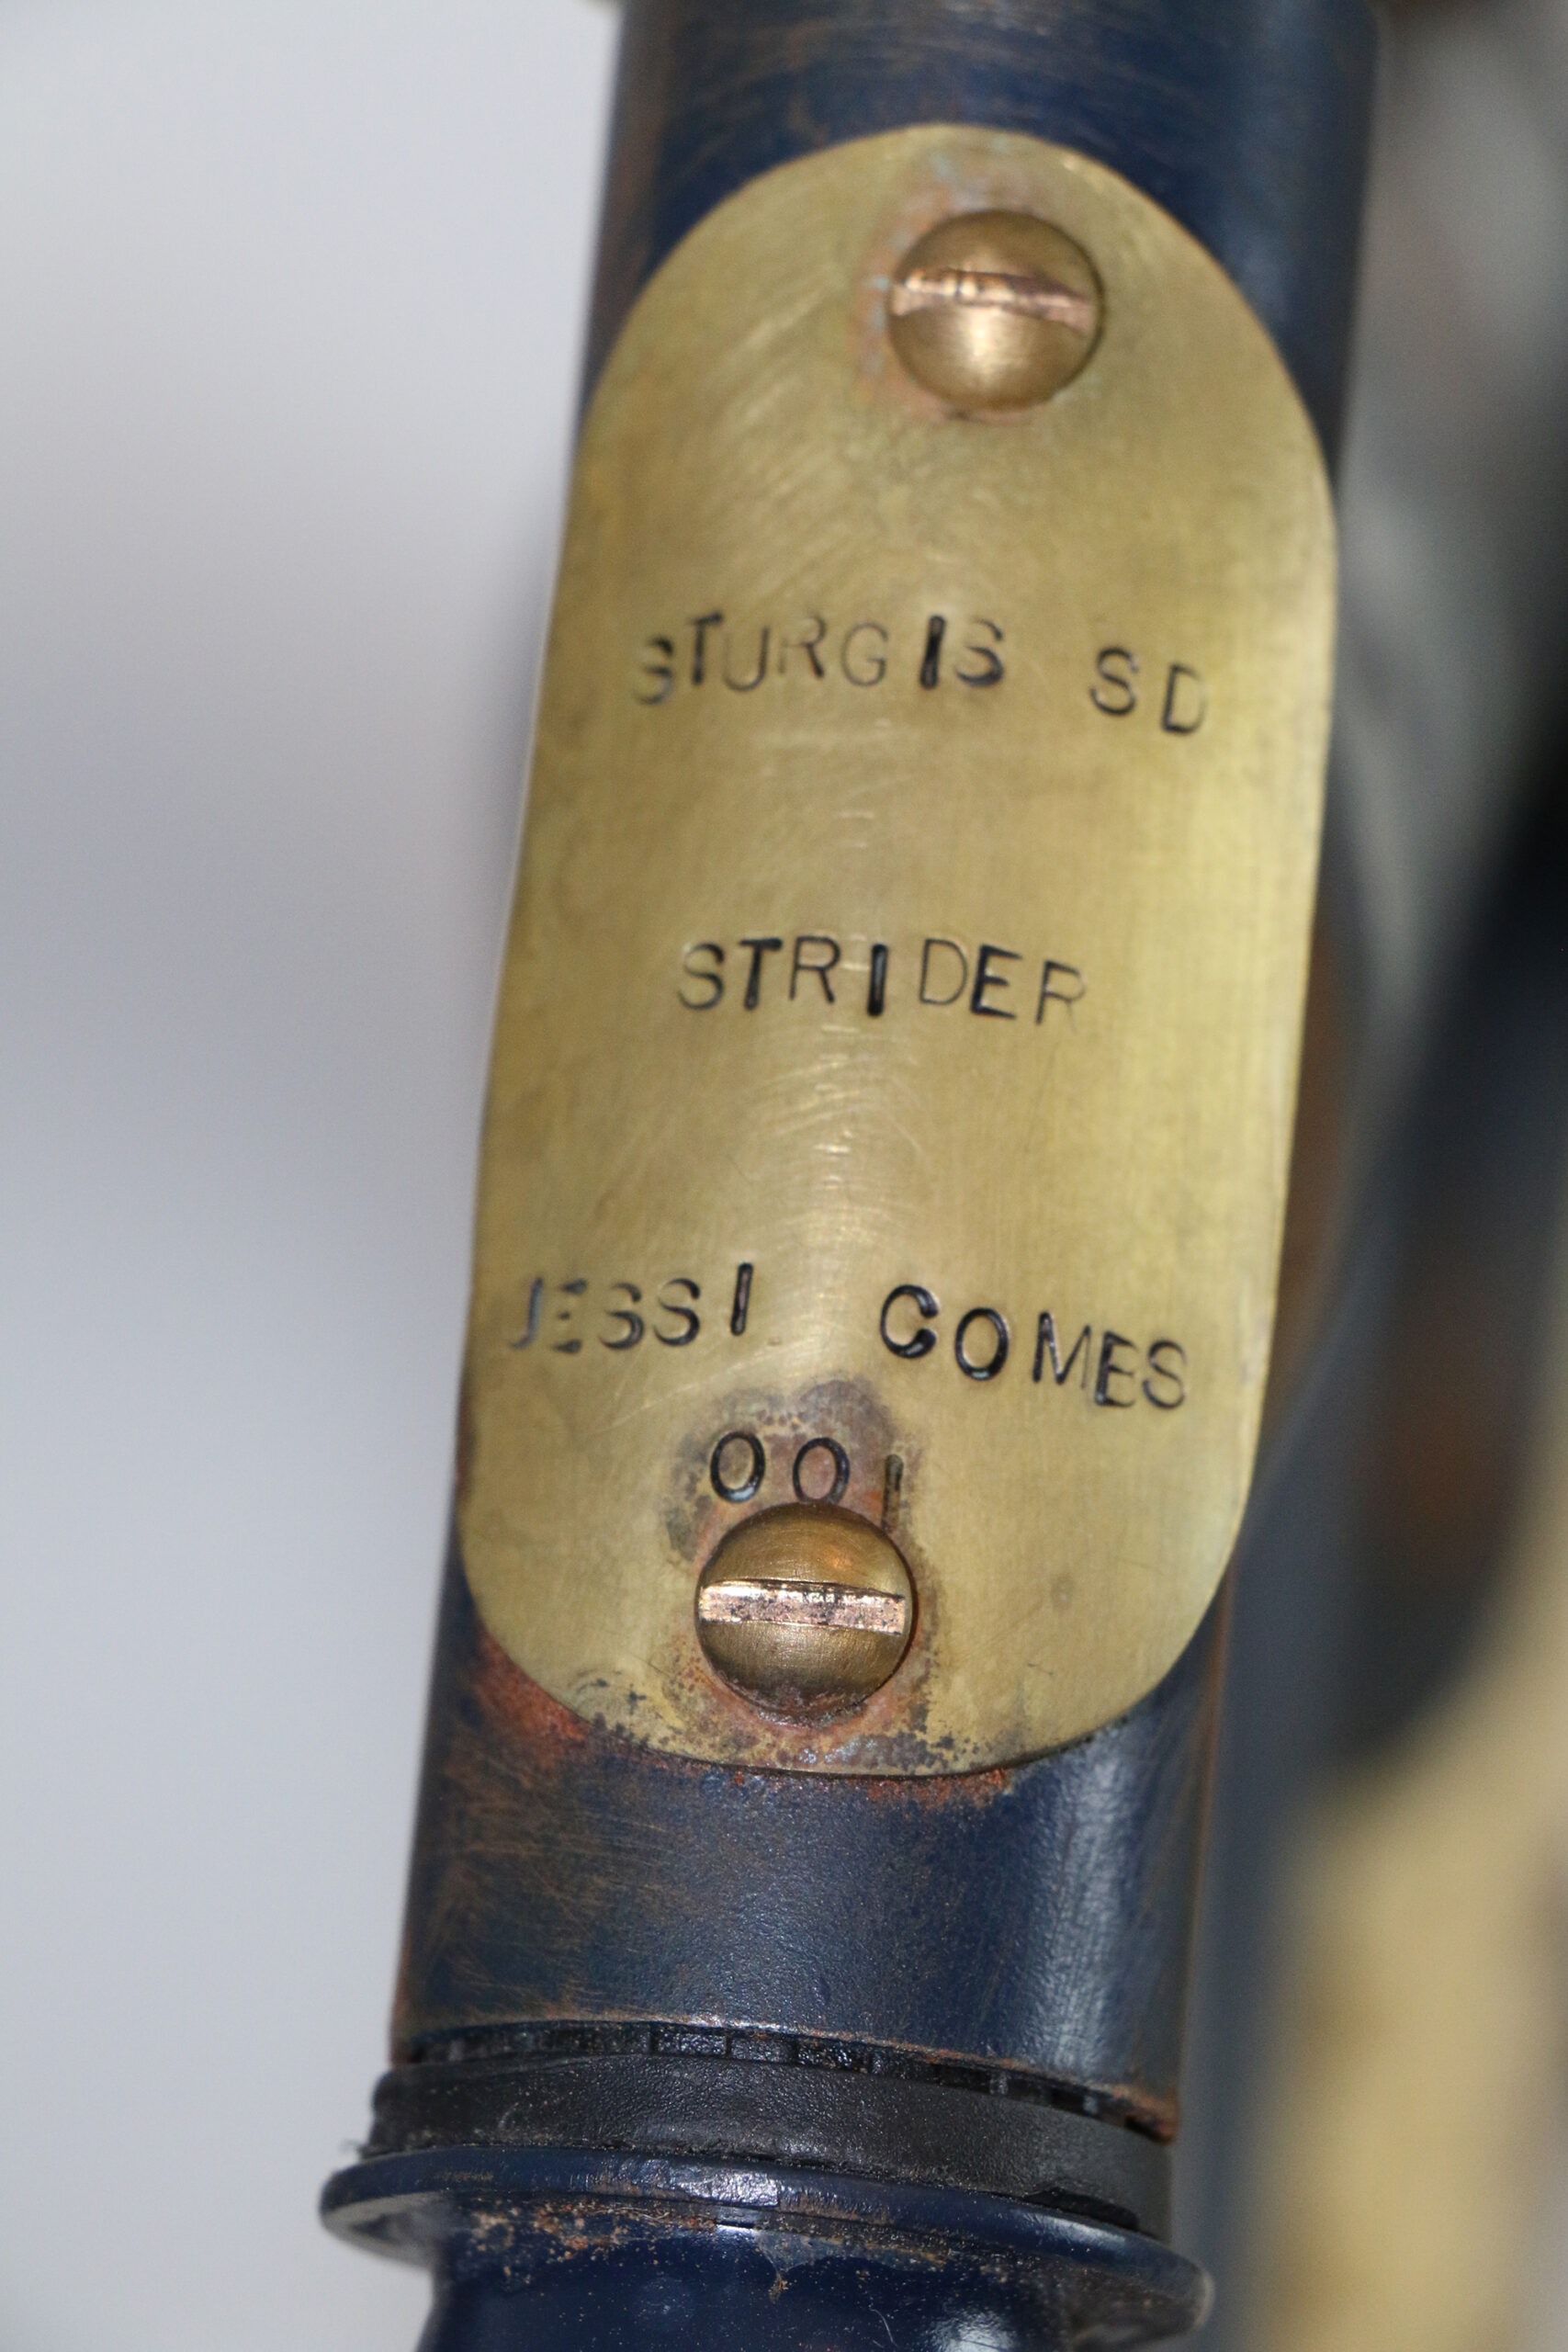 STURGIS SD
STRIDER
JESSI COMES
001